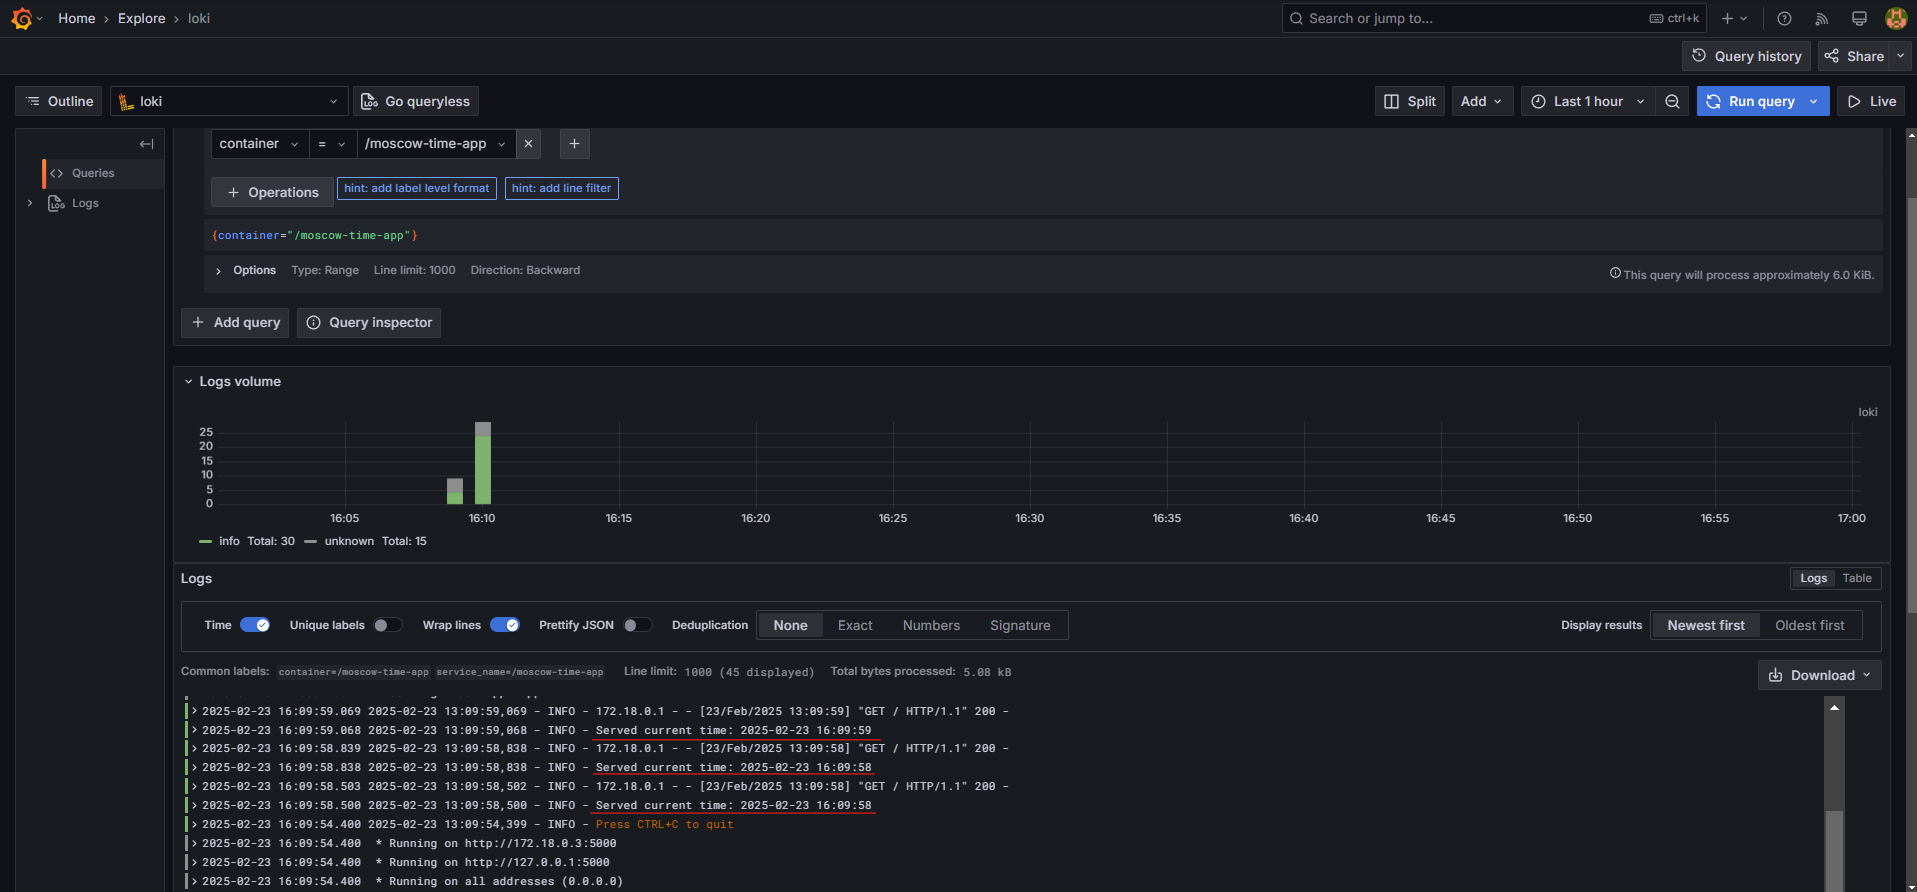 Home › Explore › loki
Search or jump to...
ctrl+k
Query history
Share
Outline
loki
Go queryless
Split
Add
Last 1 hour
Run query
Live
Queries
Logs
container = /moscow-time-app
Operations
hint: add label level format
hint: add line filter
{container="/moscow-time-app"}
Options Type: Range Line limit: 1000 Direction: Backward
This query will process approximately 6.0 KiB.
Add query
Query inspector
Logs volume
loki
25
20
15
10
5
0
16:05 16:10 16:15 16:20 16:25 16:30 16:35 16:40 16:45 16:50 16:55 17:00
info Total: 30 unknown Total: 15
Logs
Logs Table
Time Unique labels Wrap lines Prettify JSON Deduplication None Exact Numbers Signature
Display results Newest first Oldest first
Common labels: container=/moscow-time-app service_name=/moscow-time-app Line limit: 1000 (45 displayed) Total bytes processed: 5.08 kB
Download
2025-02-23 16:09:59.069 2025-02-23 13:09:59,069 - INFO - 172.18.0.1 - - [23/Feb/2025 13:09:59] "GET / HTTP/1.1" 200 -
2025-02-23 16:09:59.068 2025-02-23 13:09:59,068 - INFO - Served current time: 2025-02-23 16:09:59
2025-02-23 16:09:58.839 2025-02-23 13:09:58,838 - INFO - 172.18.0.1 - - [23/Feb/2025 13:09:58] "GET / HTTP/1.1" 200 -
2025-02-23 16:09:58.838 2025-02-23 13:09:58,838 - INFO - Served current time: 2025-02-23 16:09:58
2025-02-23 16:09:58.503 2025-02-23 13:09:58,502 - INFO - 172.18.0.1 - - [23/Feb/2025 13:09:58] "GET / HTTP/1.1" 200 -
2025-02-23 16:09:58.500 2025-02-23 13:09:58,500 - INFO - Served current time: 2025-02-23 16:09:58
2025-02-23 16:09:54.400 2025-02-23 13:09:54,399 - INFO - Press CTRL+C to quit
2025-02-23 16:09:54.400 * Running on http://172.18.0.3:5000
2025-02-23 16:09:54.400 * Running on http://127.0.0.1:5000
2025-02-23 16:09:54.400 * Running on all addresses (0.0.0.0)